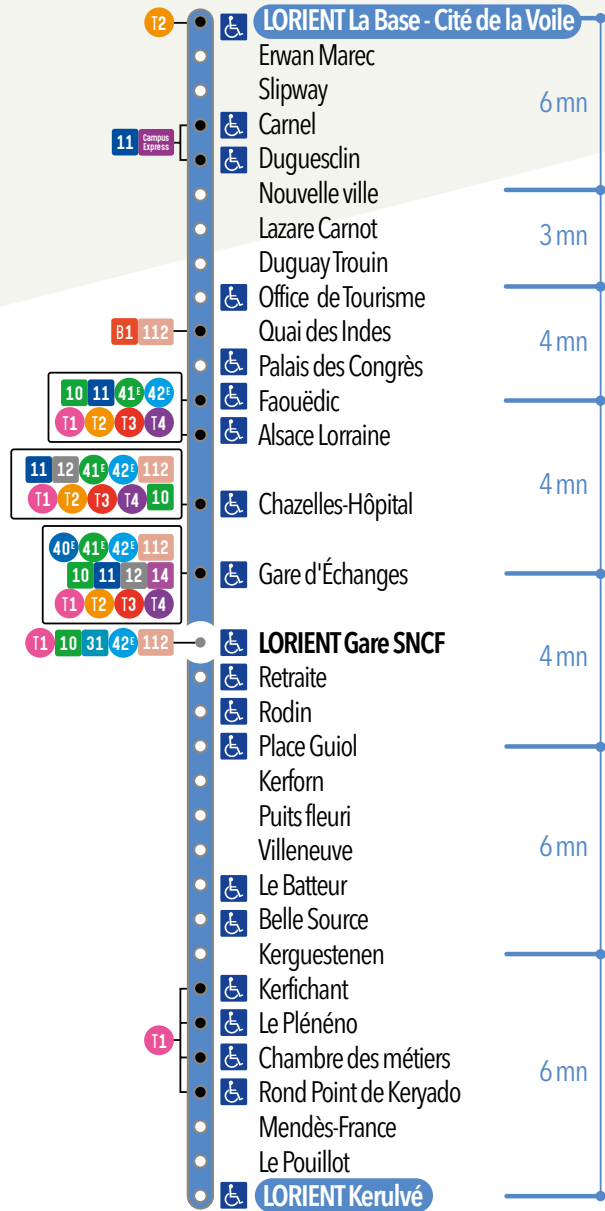 T2 LORIENT La Base - Cité de la Voile
Erwan Marec
Slipway
6 mn
Carnel
11 Campus Express
Duguesclin
Nouvelle ville
Lazare Carnot
3 mn
Duguay Trouin
Office de Tourisme
B1 112 Quai des Indes
4 mn
Palais des Congrès
10 11 41E 42E
T1 T2 T3 T4
Faouëdic
Alsace Lorraine
11 12 41E 42E 112
T1 T2 T3 T4 10
4 mn
Chazelles-Hôpital
40E 41E 42E 112
10 11 12 14
T1 T2 T3 T4
Gare d'Échanges
T1 10 31 42E 112 LORIENT Gare SNCF
4 mn
Retraite
Rodin
Place Guiol
Kerforn
Puits fleuri
Villeneuve
6 mn
Le Batteur
Belle Source
Kerguestenen
Kerfichant
Le Plénéno
T1
Chambre des métiers
6 mn
Rond Point de Keryado
Mendès-France
Le Pouillot
LORIENT Kerulvé